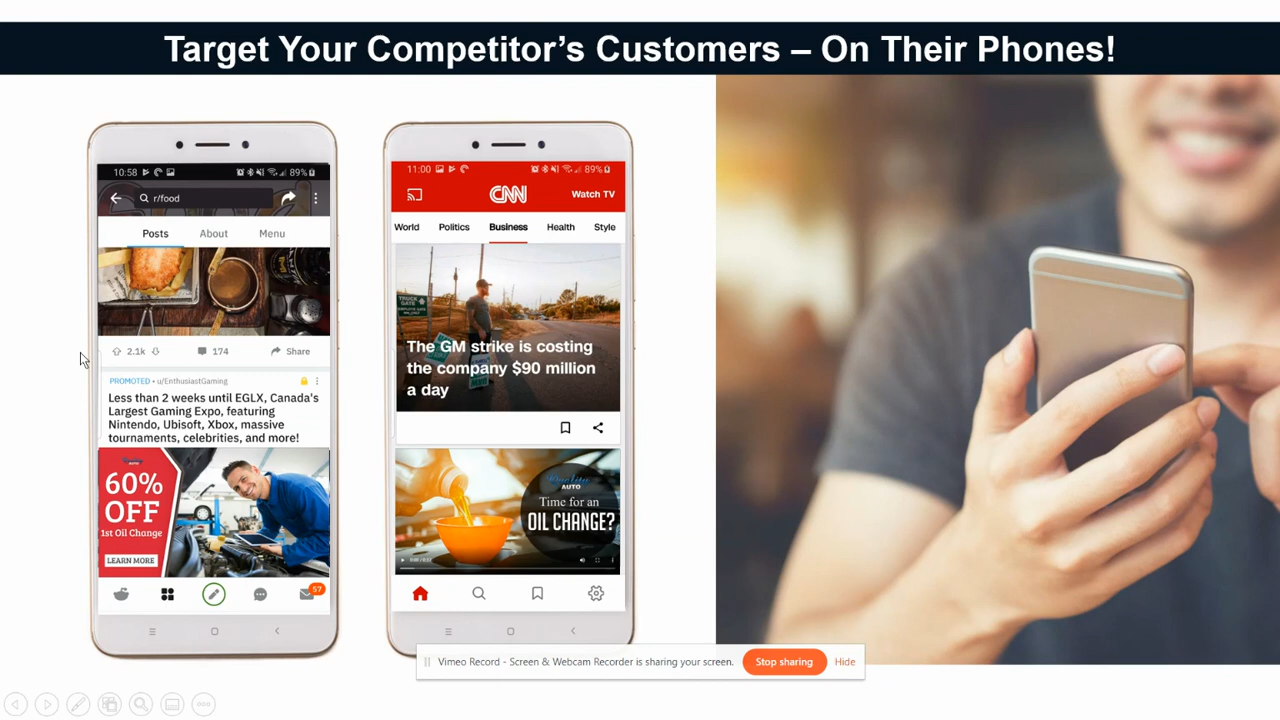 Target Your Competitor's Customers – On Their Phones!
10:58
89%
r/food
Posts
About
Menu
2.1k
174
Share
PROMOTED • u/EnthusiastGaming
Less than 2 weeks until EGLX, Canada's
Largest Gaming Expo, featuring
Nintendo, Ubisoft, Xbox, massive
tournaments, celebrities, and more!
AUTO
60%
OFF
1st Oil Change
LEARN MORE
57
11:00
89%
CNN
Watch TV
World
Politics
Business
Health
Style
TRUCK
GATE
The GM strike is costing
the company $90 million
a day
AUTO
Time for an
OIL CHANGE?
Vimeo Record - Screen & Webcam Recorder is sharing your screen.
Stop sharing
Hide